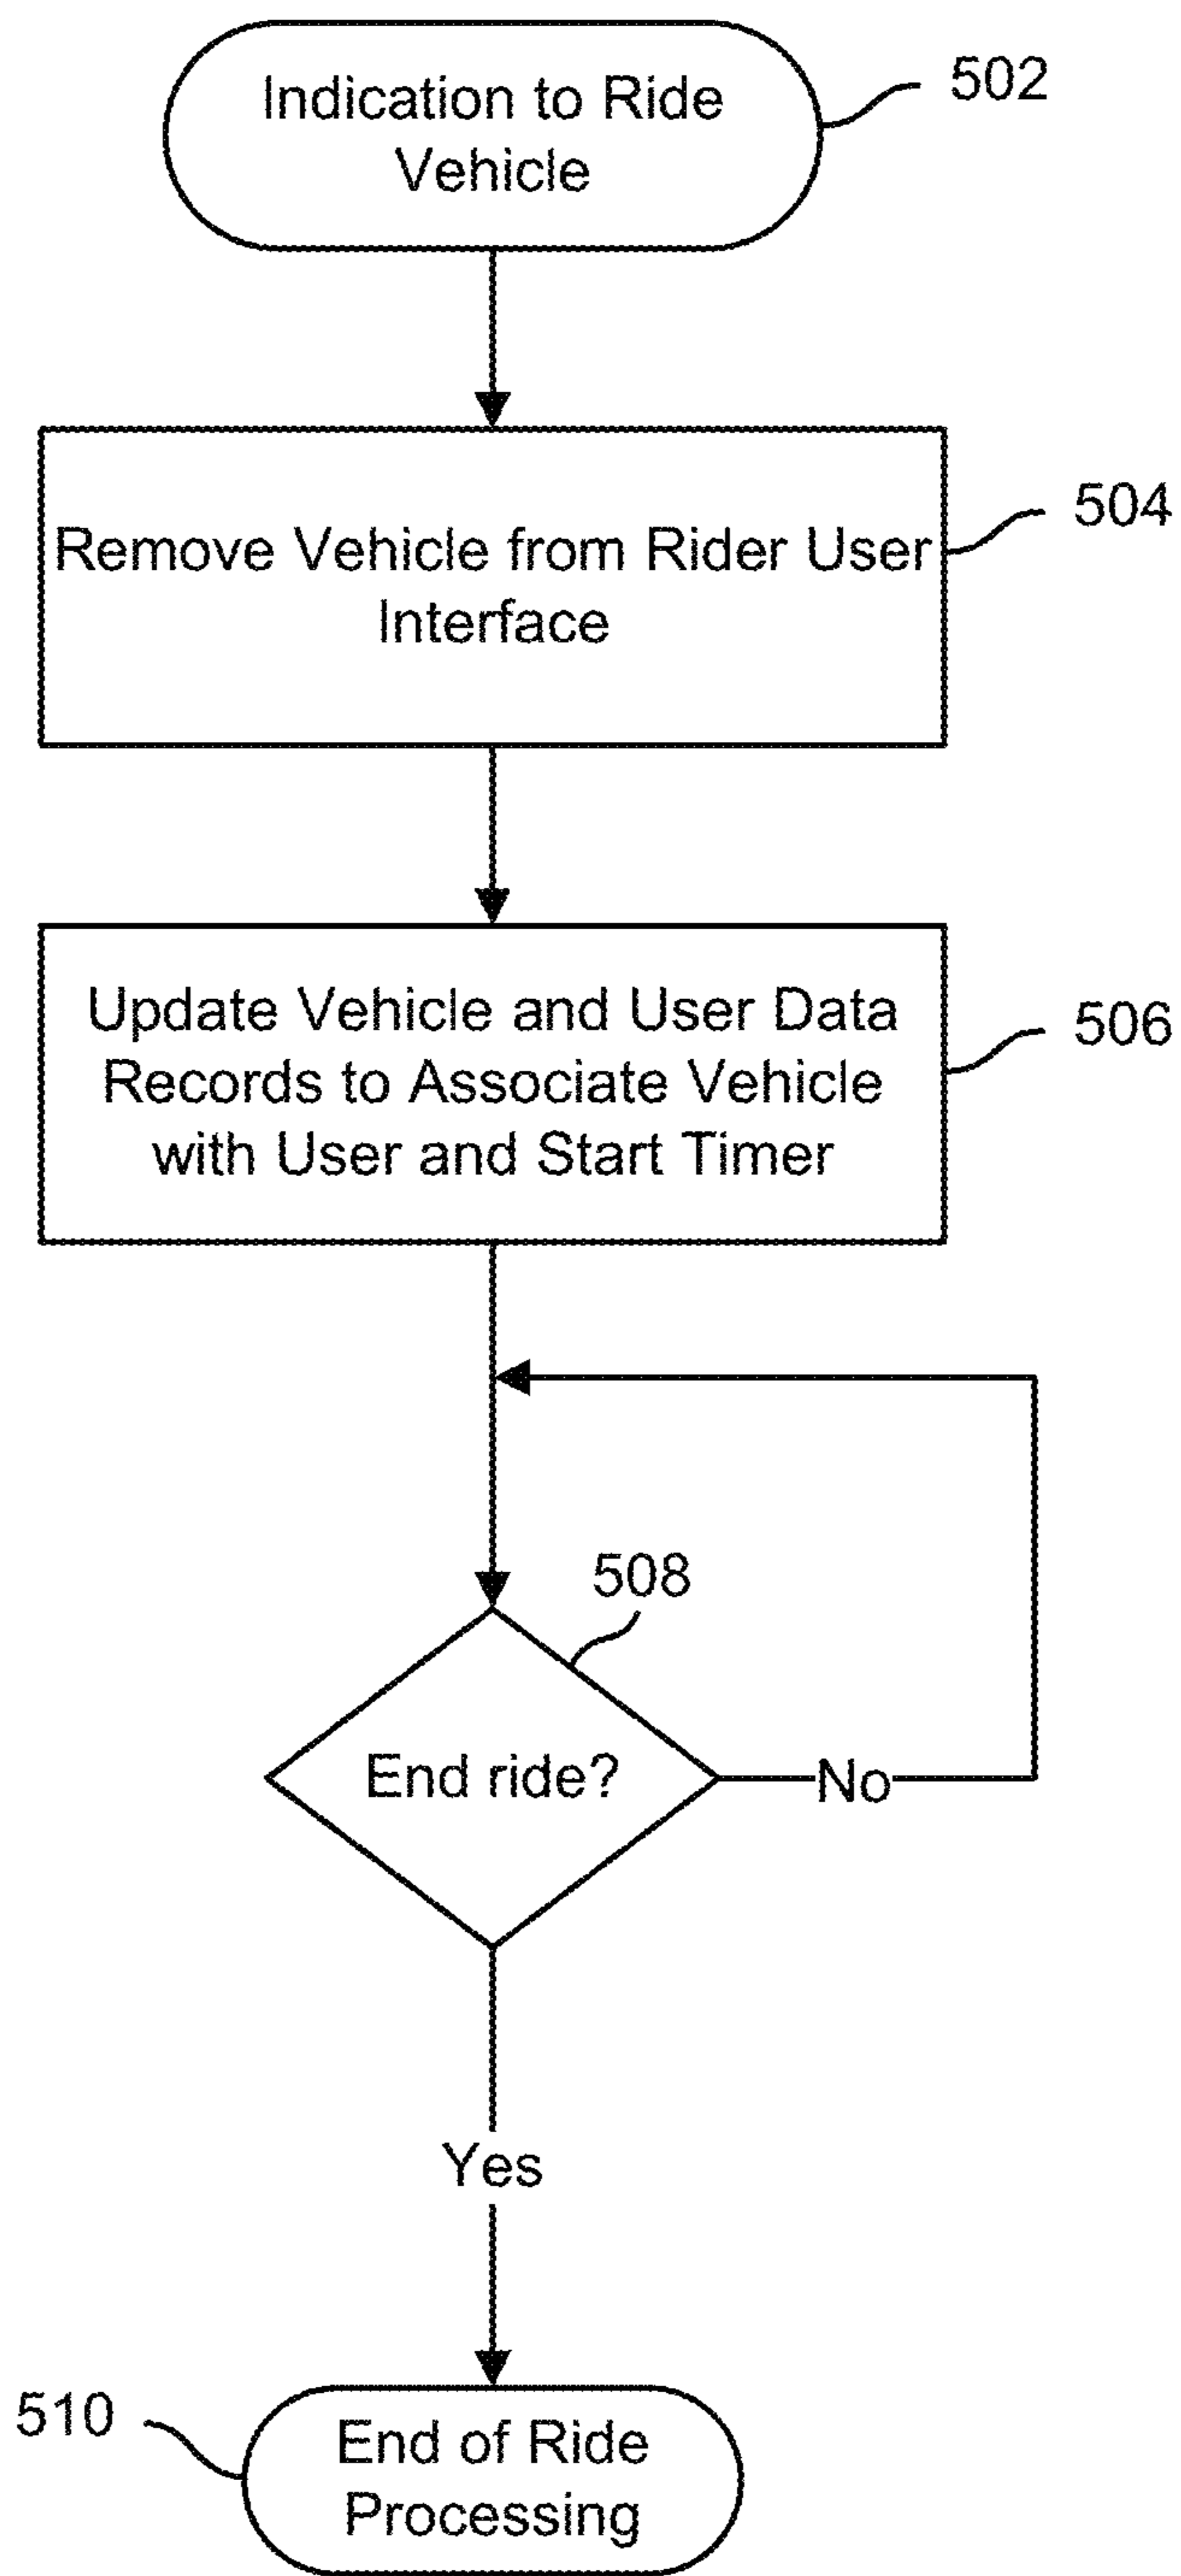 Indication to Ride
Vehicle
502
Remove Vehicle from Rider User
Interface
504
Update Vehicle and User Data
Records to Associate Vehicle
with User and Start Timer
506
508
End ride?
No
Yes
510
End of Ride
Processing